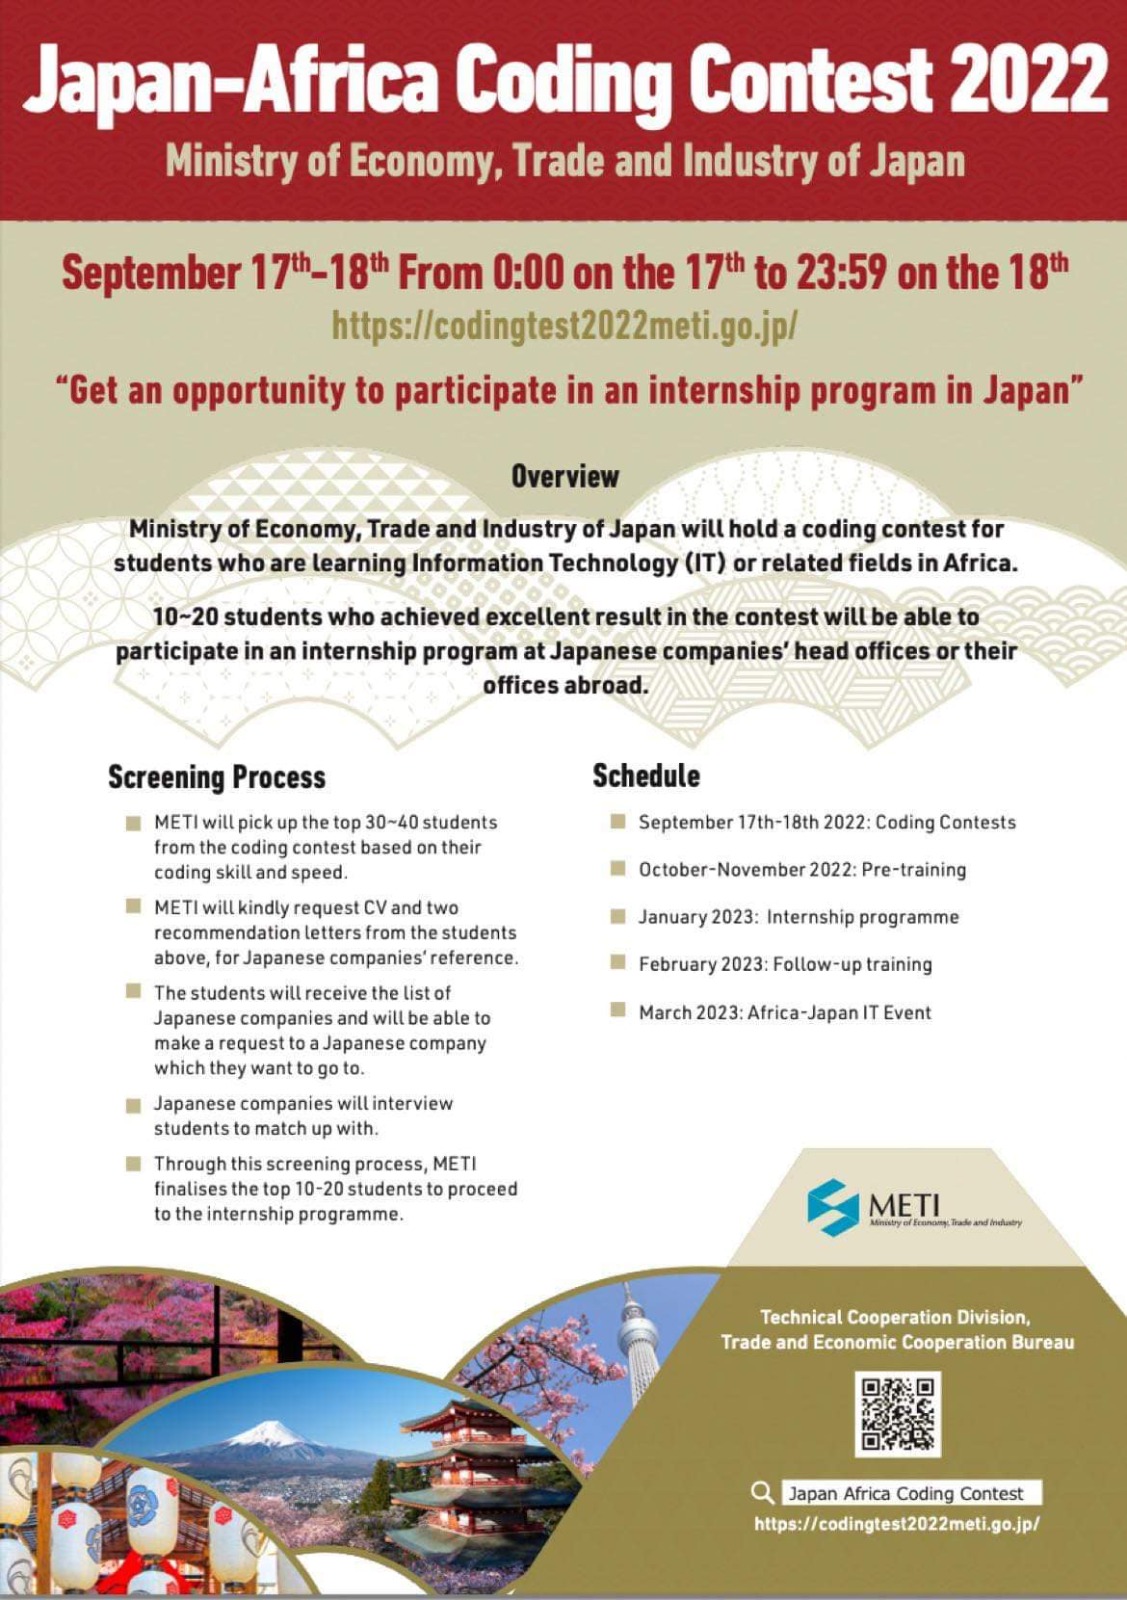 Japan-Africa Coding Contest 2022
Ministry of Economy, Trade and Industry of Japan
September 17th-18th From 0:00 on the 17th to 23:59 on the 18th
https://codingtest2022meti.go.jp/
“Get an opportunity to participate in an internship program in Japan”
Overview
Ministry of Economy, Trade and Industry of Japan will hold a coding contest for
students who are learning Information Technology (IT) or related fields in Africa.
10~20 students who achieved excellent result in the contest will be able to
participate in an internship program at Japanese companies’ head offices or their
offices abroad.
Screening Process
METI will pick up the top 30~40 students
from the coding contest based on their
coding skill and speed.
METI will kindly request CV and two
recommendation letters from the students
above, for Japanese companies’ reference.
The students will receive the list of
Japanese companies and will be able to
make a request to a Japanese company
which they want to go to.
Japanese companies will interview
students to match up with.
Through this screening process, METI
finalises the top 10-20 students to proceed
to the internship programme.
Schedule
September 17th-18th 2022: Coding Contests
October-November 2022: Pre-training
January 2023: Internship programme
February 2023: Follow-up training
March 2023: Africa-Japan IT Event
METI
Ministry of Economy, Trade and Industry
Technical Cooperation Division,
Trade and Economic Cooperation Bureau
Japan Africa Coding Contest
https://codingtest2022meti.go.jp/